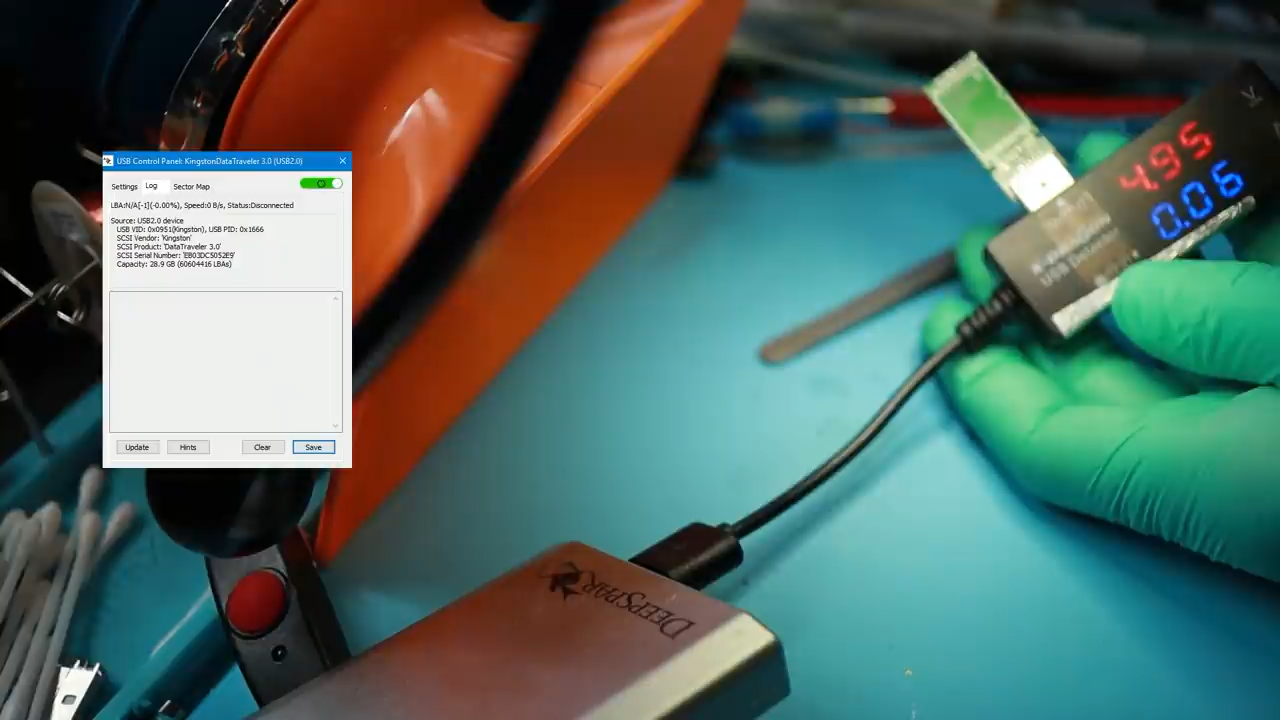 USB Control Panel: KingstonDataTraveler 3.0 (USB2.0)
Settings Log Sector Map
LBA:N/A[-1](-0.00%), Speed:0 B/s, Status:Disconnected
Source: USB2.0 device
USB VID: 0x0951(Kingston), USB PID: 0x1666
SCSI Vendor: 'Kingston'
SCSI Product: 'DataTraveler 3.0'
SCSI Serial Number: 'EB03DC5052E9'
Capacity: 28.9 GB (60604416 LBAs)
Update Hints Clear Save
4.95
0.06
USB Detector
DEEPSPAR